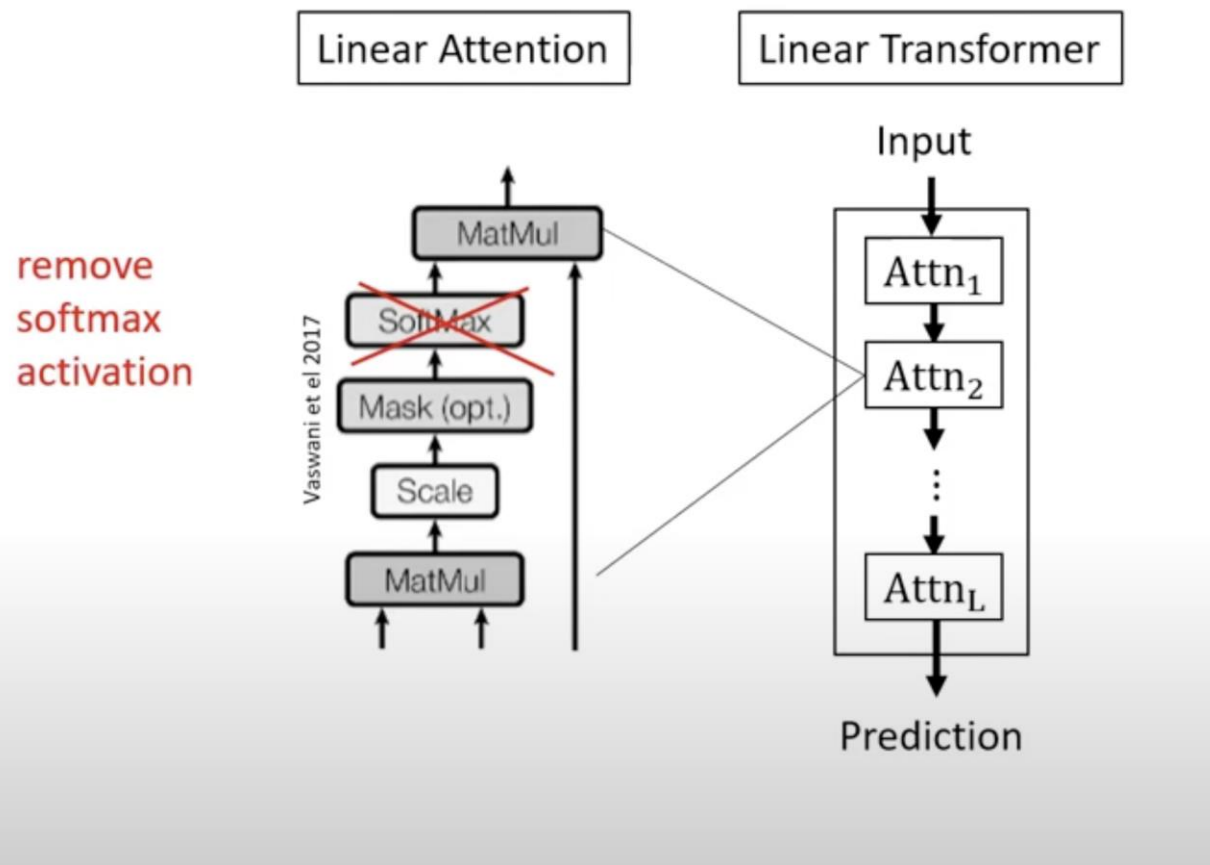 Linear Attention
Linear Transformer
remove
softmax
activation
Vaswani et el 2017
MatMul
SoftMax
Mask (opt.)
Scale
MatMul
Input
Attn₁
Attn₂
⋮
Attn_L
Prediction